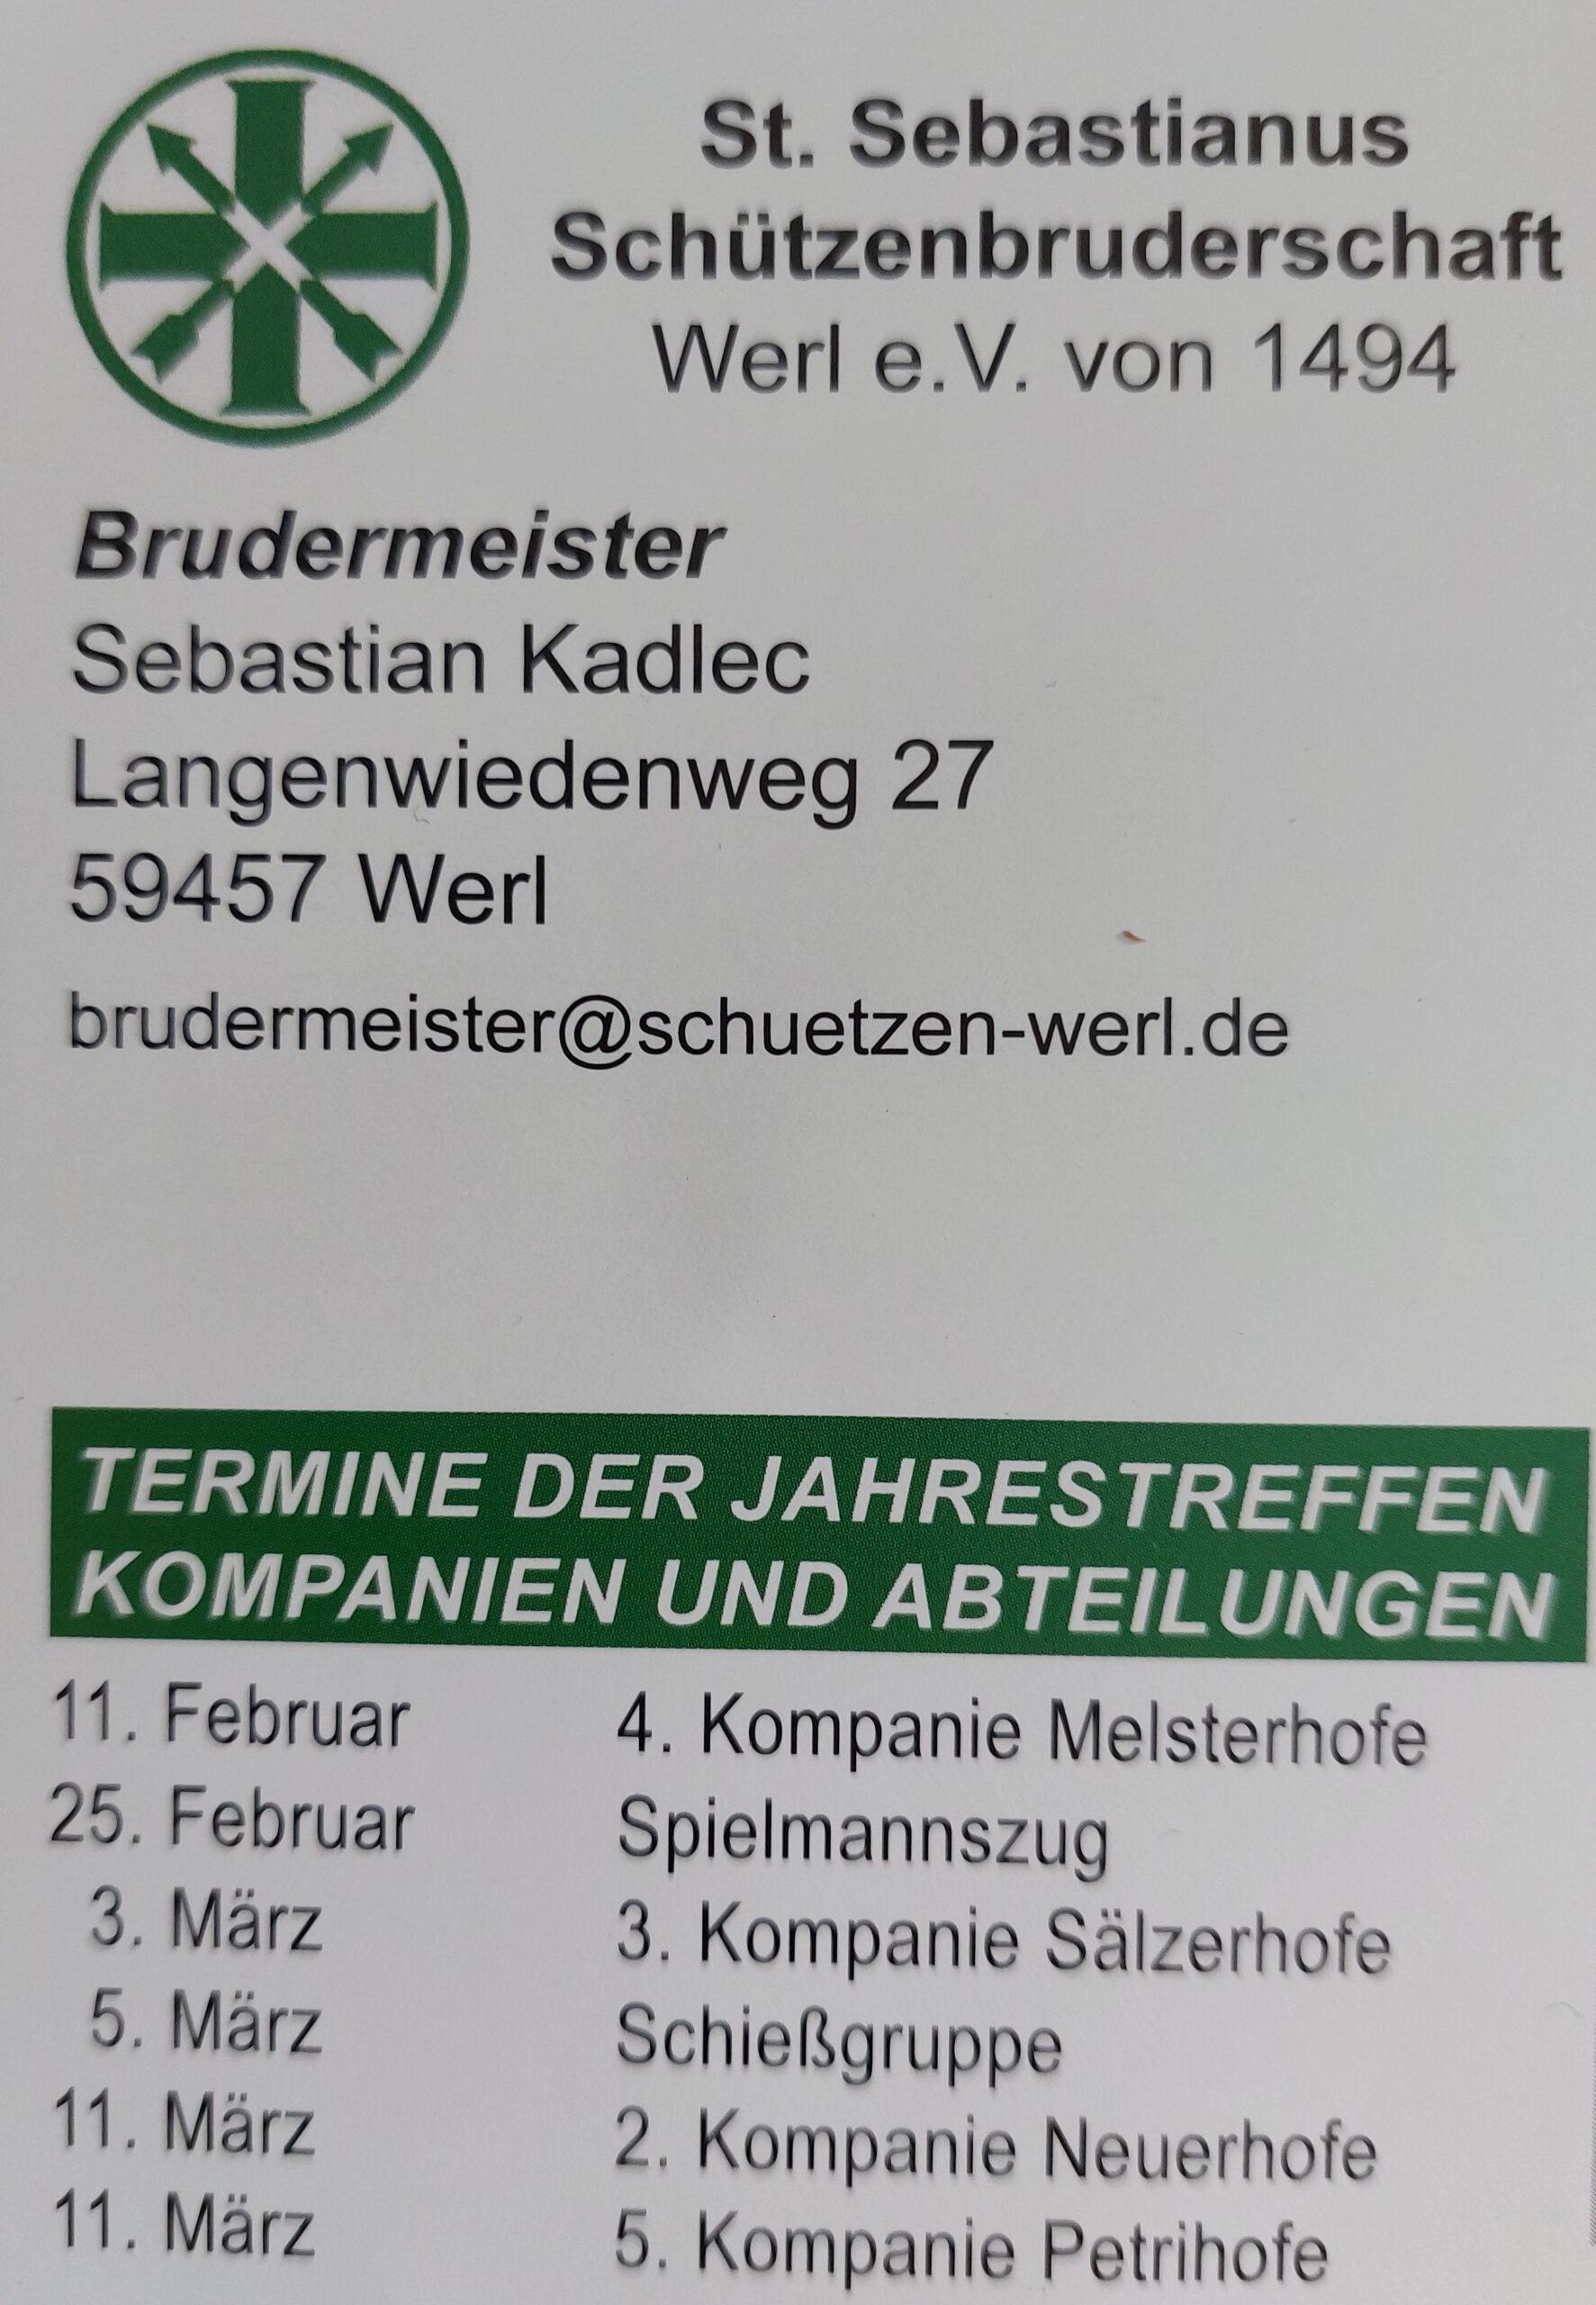 St. Sebastianus
Schützenbruderschaft
Werl e.V. von 1494
Brudermeister
Sebastian Kadlec
Langenwiedenweg 27
59457 Werl
brudermeister@schuetzen-werl.de
TERMINE DER JAHRESTREFFEN
KOMPANIEN UND ABTEILUNGEN
11. Februar 4. Kompanie Melsterhofe
25. Februar Spielmannszug
3. März 3. Kompanie Sälzerhofe
5. März Schießgruppe
11. März 2. Kompanie Neuerhofe
11. März 5. Kompanie Petrihofe